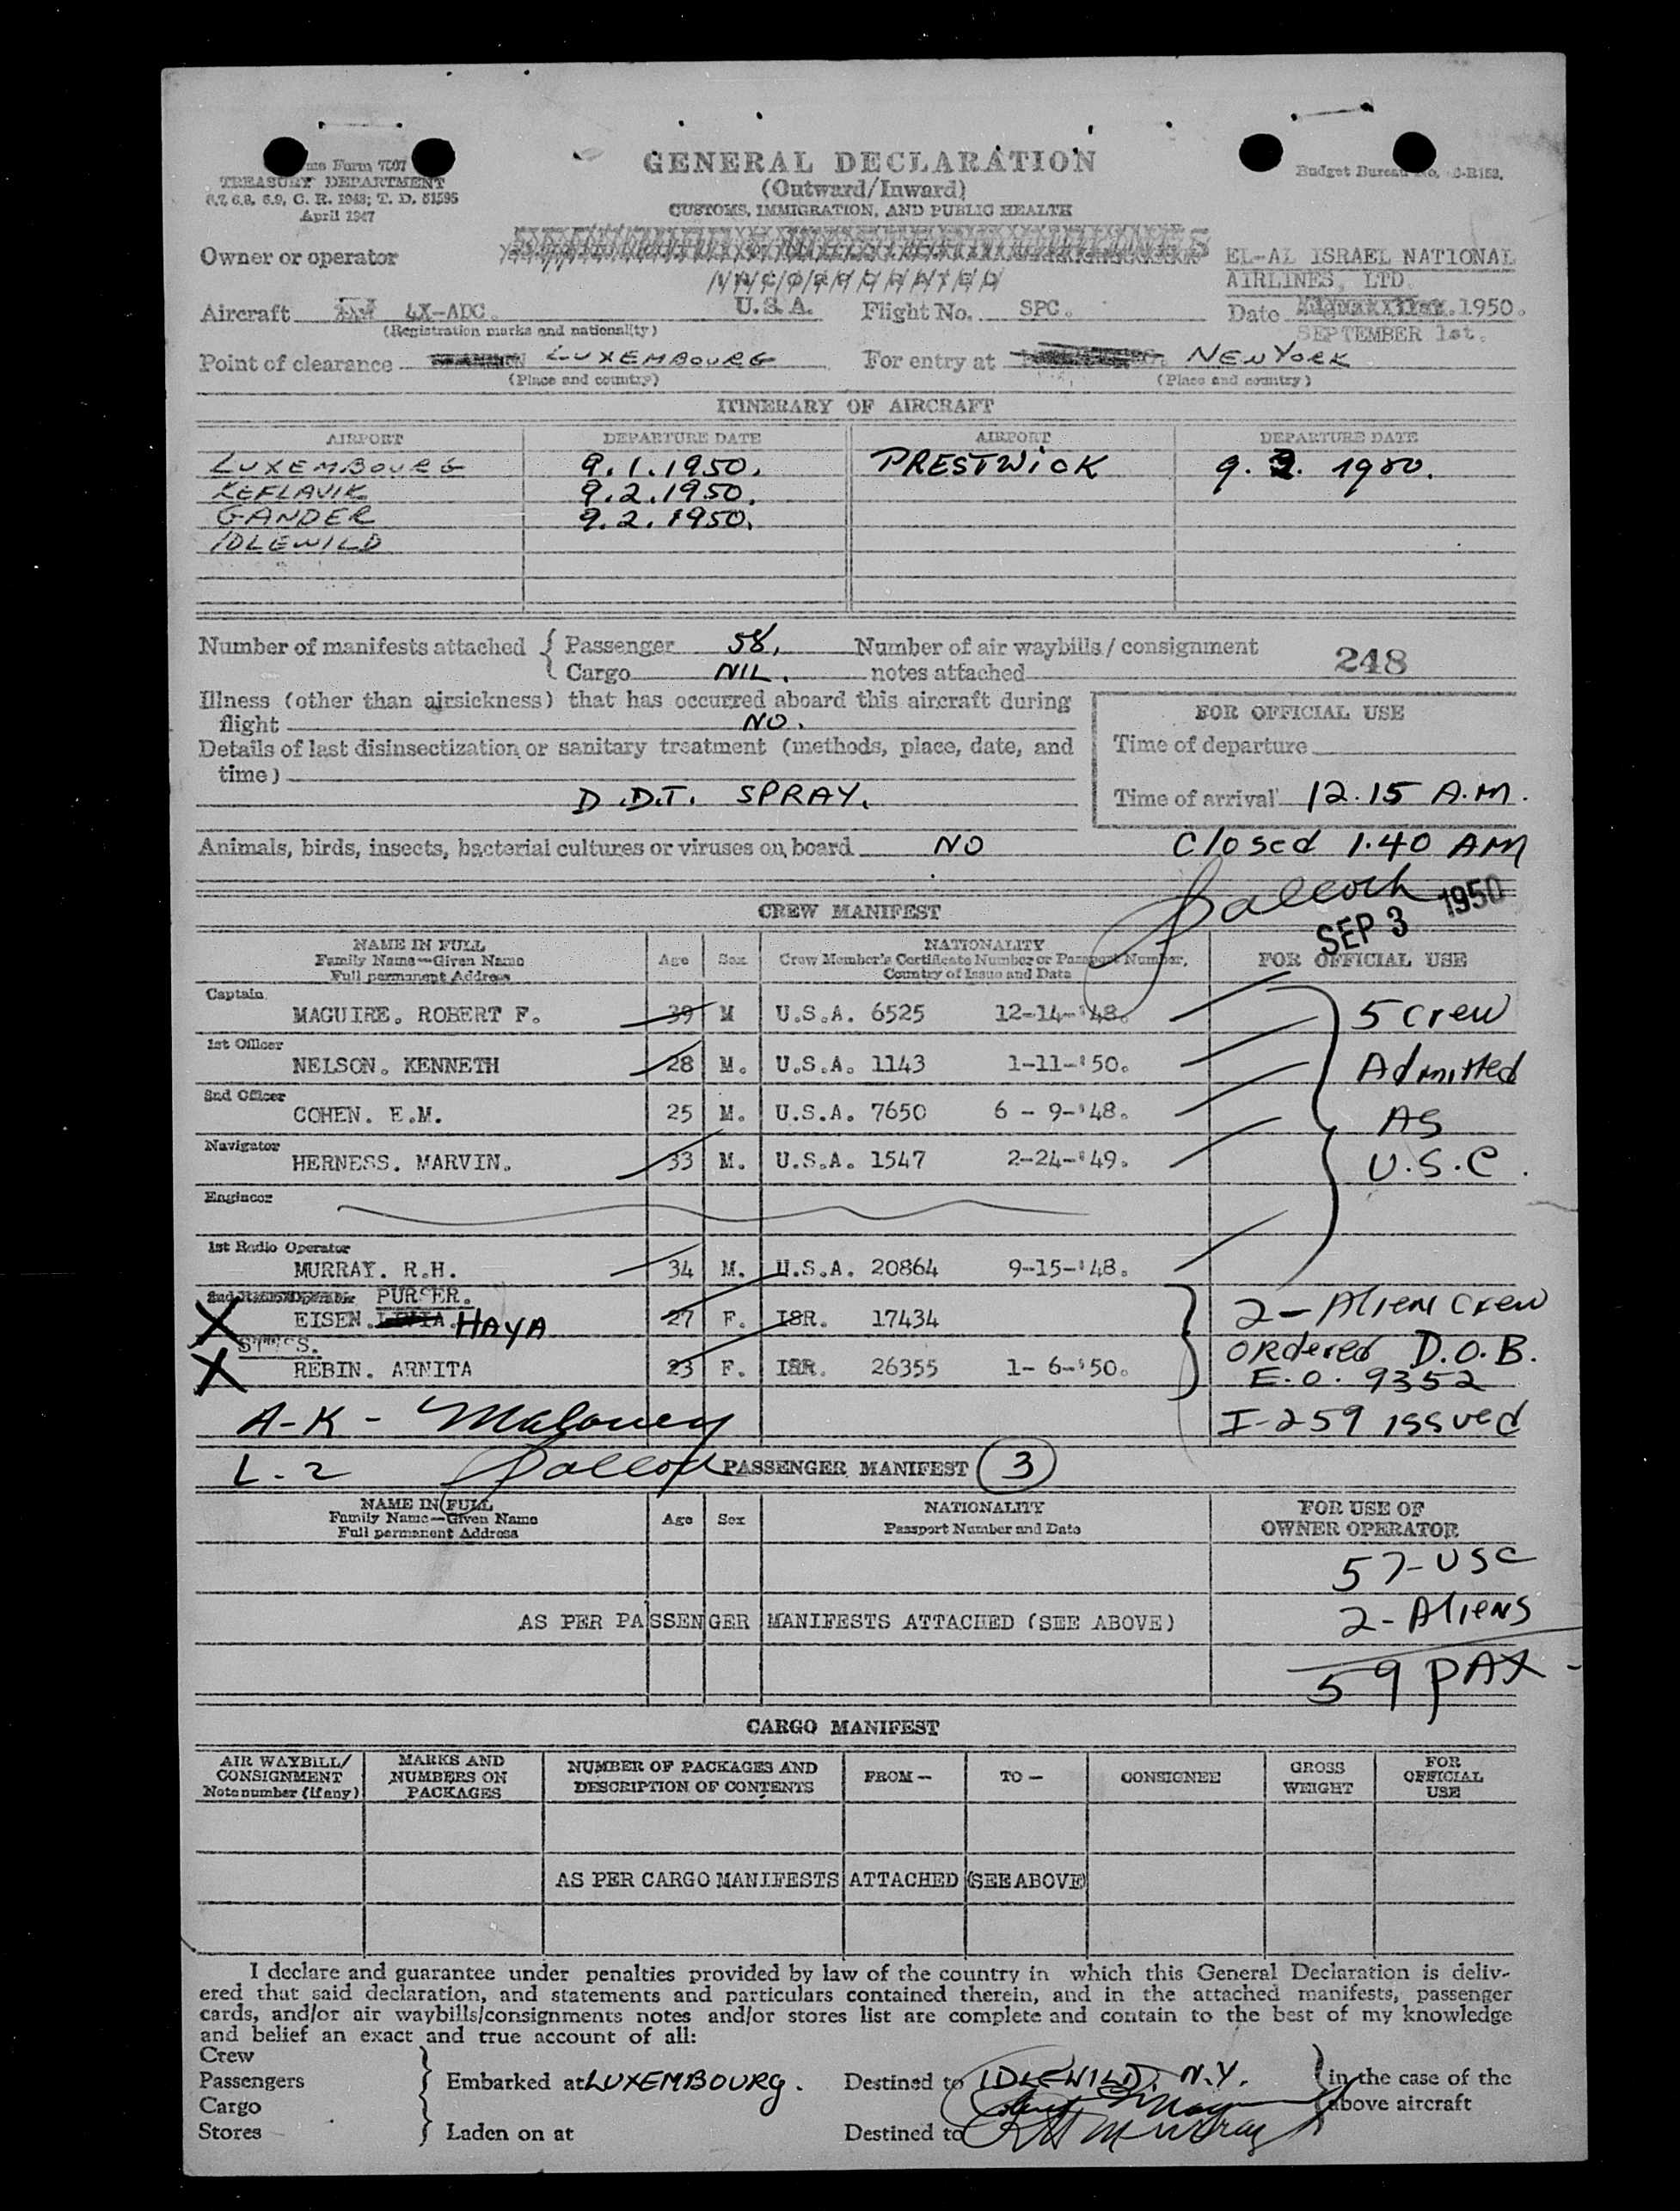 Form 7507
TREASURY DEPARTMENT
6.7, 6.8, 6.9, C. R. 1943; T. D. 51595
April 1947
GENERAL DECLARATION
(Outward/Inward)
CUSTOMS, IMMIGRATION, AND PUBLIC HEALTH
Budget Bureau No.
Owner or operator
EL-AL ISRAEL NATIONAL
AIRLINES, LTD.
Aircraft 4X-ADC. U.S.A. Flight No. SPC. Date 1950.
(Registration marks and nationality)
SEPTEMBER 1st.
Point of clearance LUXEMBOURG For entry at NEW YORK
(Place and country) (Place and country)
ITINERARY OF AIRCRAFT
AIRPORT DEPARTURE DATE AIRPORT DEPARTURE DATE
LUXEMBOURG 9.1.1950. PRESTWICK 9. 2. 1950.
KEFLAVIK 9.2.1950.
GANDER 9.2.1950.
IDLEWILD
Number of manifests attached { Passenger 58. Number of air waybills / consignment
Cargo NIL. notes attached 248
Illness (other than airsickness) that has occurred aboard this aircraft during
flight NO.
FOR OFFICIAL USE
Details of last disinsectization or sanitary treatment (methods, place, date, and
time)
Time of departure
D.D.T. SPRAY.
Time of arrival 12.15 A.M.
Animals, birds, insects, bacterial cultures or viruses on board NO
Closed 1.40 AM
SEP 3 1950
CREW MANIFEST
NAME IN FULL
Family Name—Given Name
Full permanent Address
Age Sex
NATIONALITY
Crew Member's Certificate Number or Passport Number,
Country of Issue and Date
FOR OFFICIAL USE
Captain
MAGUIRE. ROBERT F. 39 M U.S.A. 6525 12-14-'48.
5 Crew
1st Officer
NELSON. KENNETH 28 M. U.S.A. 1143 1-11-'50.
Admitted
2nd Officer
COHEN. E.M. 25 M. U.S.A. 7650 6 - 9-'48.
AS
Navigator
HERNESS. MARVIN. 33 M. U.S.A. 1547 2-24-'49.
U.S.C.
Engineer
1st Radio Operator
MURRAY. R.H. 34 M. U.S.A. 20864 9-15-'48.
PURSER.
EISEN. HAYA 27 F. ISR. 17434
2-Alien Crew
STWSS.
REBIN. ARNITA 23 F. ISR. 26355 1- 6-'50.
Ordered D.O.B.
E.O. 9352
A-K - Maloney
I-259 issued
L-2 PASSENGER MANIFEST 3
NAME IN FULL
Family Name—Given Name
Full permanent Address
Age Sex
NATIONALITY
Passport Number and Date
FOR USE OF
OWNER OPERATOR
57-USC
AS PER PASSENGER MANIFESTS ATTACHED (SEE ABOVE)
2-Aliens
59 PAX-
CARGO MANIFEST
AIR WAYBILL/
CONSIGNMENT
Note number (if any)
MARKS AND
NUMBERS ON
PACKAGES
NUMBER OF PACKAGES AND
DESCRIPTION OF CONTENTS
FROM — TO — CONSIGNEE
GROSS
WEIGHT
FOR
OFFICIAL
USE
AS PER CARGO MANIFESTS ATTACHED (SEE ABOVE)
I declare and guarantee under penalties provided by law of the country in which this General Declaration is deliv-
ered that said declaration, and statements and particulars contained therein, and in the attached manifests, passenger
cards, and/or air waybills/consignments notes and/or stores list are complete and contain to the best of my knowledge
and belief an exact and true account of all:
Crew
Passengers } Embarked at LUXEMBOURG. Destined to IDLEWILD. N.Y. } in the case of the
Cargo above aircraft
Stores } Laden on at Destined to
RH Murray